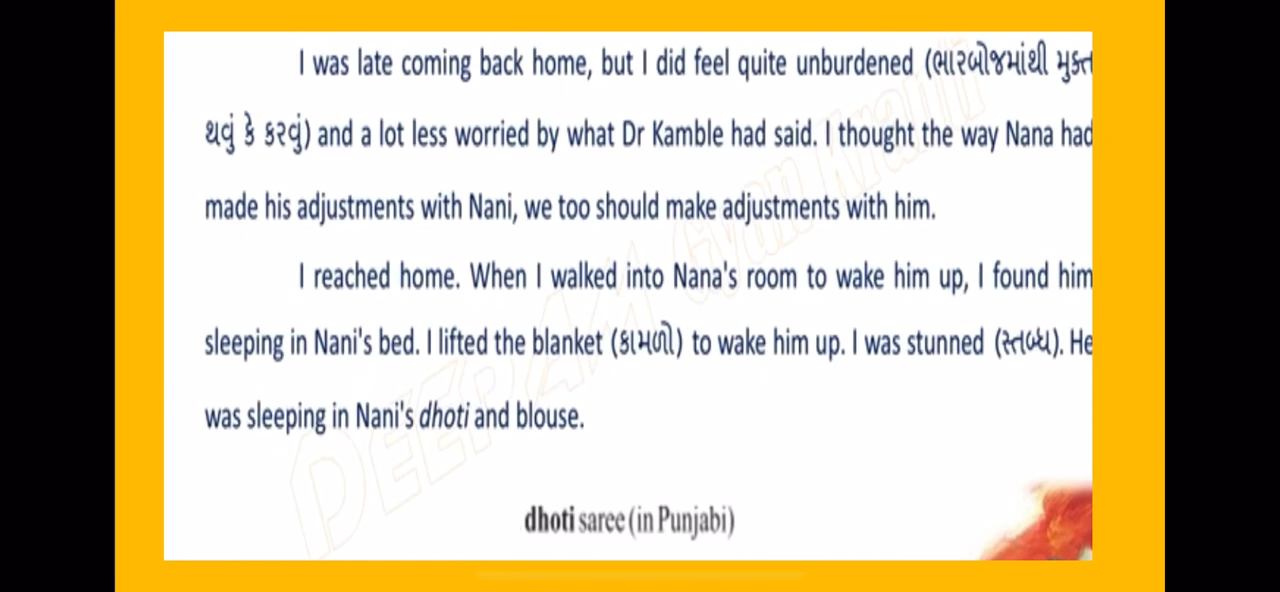 I was late coming back home, but I did feel quite unburdened (ભારબોજમાંથી મુક્ત
થવું કે કરવું) and a lot less worried by what Dr Kamble had said. I thought the way Nana had
made his adjustments with Nani, we too should make adjustments with him.
I reached home. When I walked into Nana's room to wake him up, I found him
sleeping in Nani's bed. I lifted the blanket (કામળો) to wake him up. I was stunned (સ્તબ્ધ). He
was sleeping in Nani's dhoti and blouse.
dhoti saree (in Punjabi)
DEEP AAA Gyan Kranti